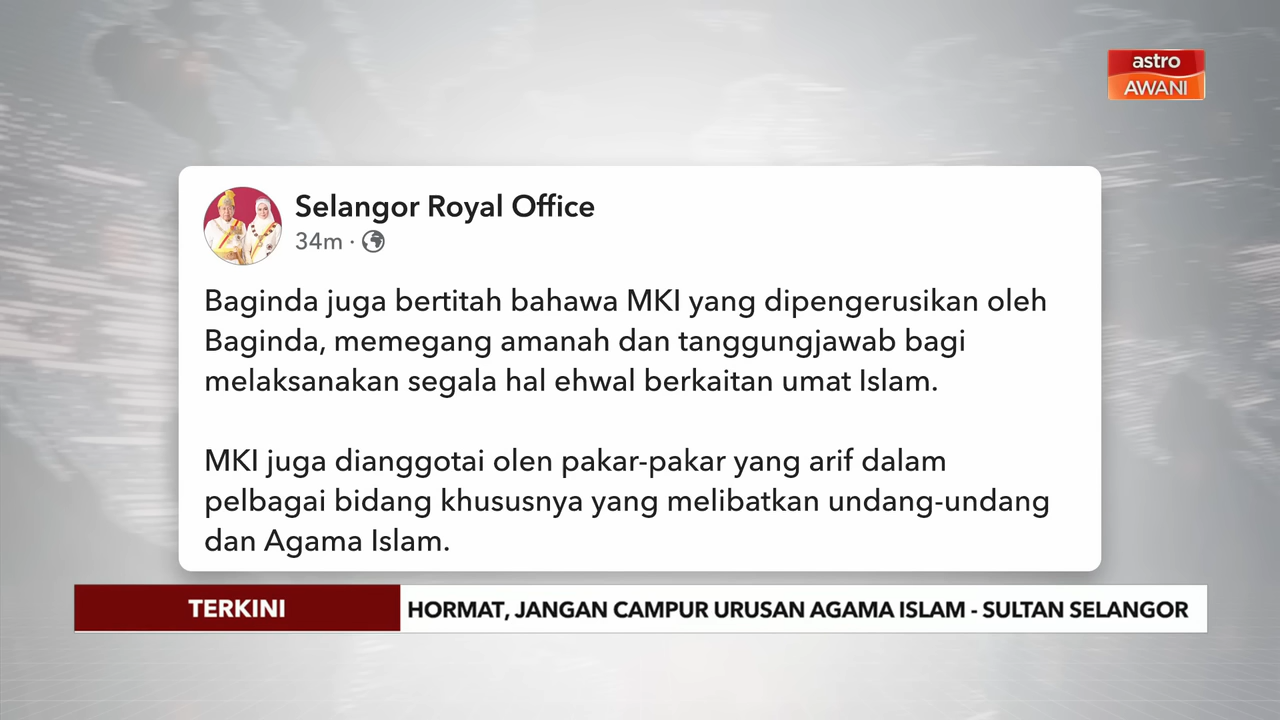 astro
AWANI
Selangor Royal Office
34m ·
Baginda juga bertitah bahawa MKI yang dipengerusikan oleh
Baginda, memegang amanah dan tanggungjawab bagi
melaksanakan segala hal ehwal berkaitan umat Islam.
MKI juga dianggotai olen pakar-pakar yang arif dalam
pelbagai bidang khususnya yang melibatkan undang-undang
dan Agama Islam.
TERKINI
HORMAT, JANGAN CAMPUR URUSAN AGAMA ISLAM - SULTAN SELANGOR